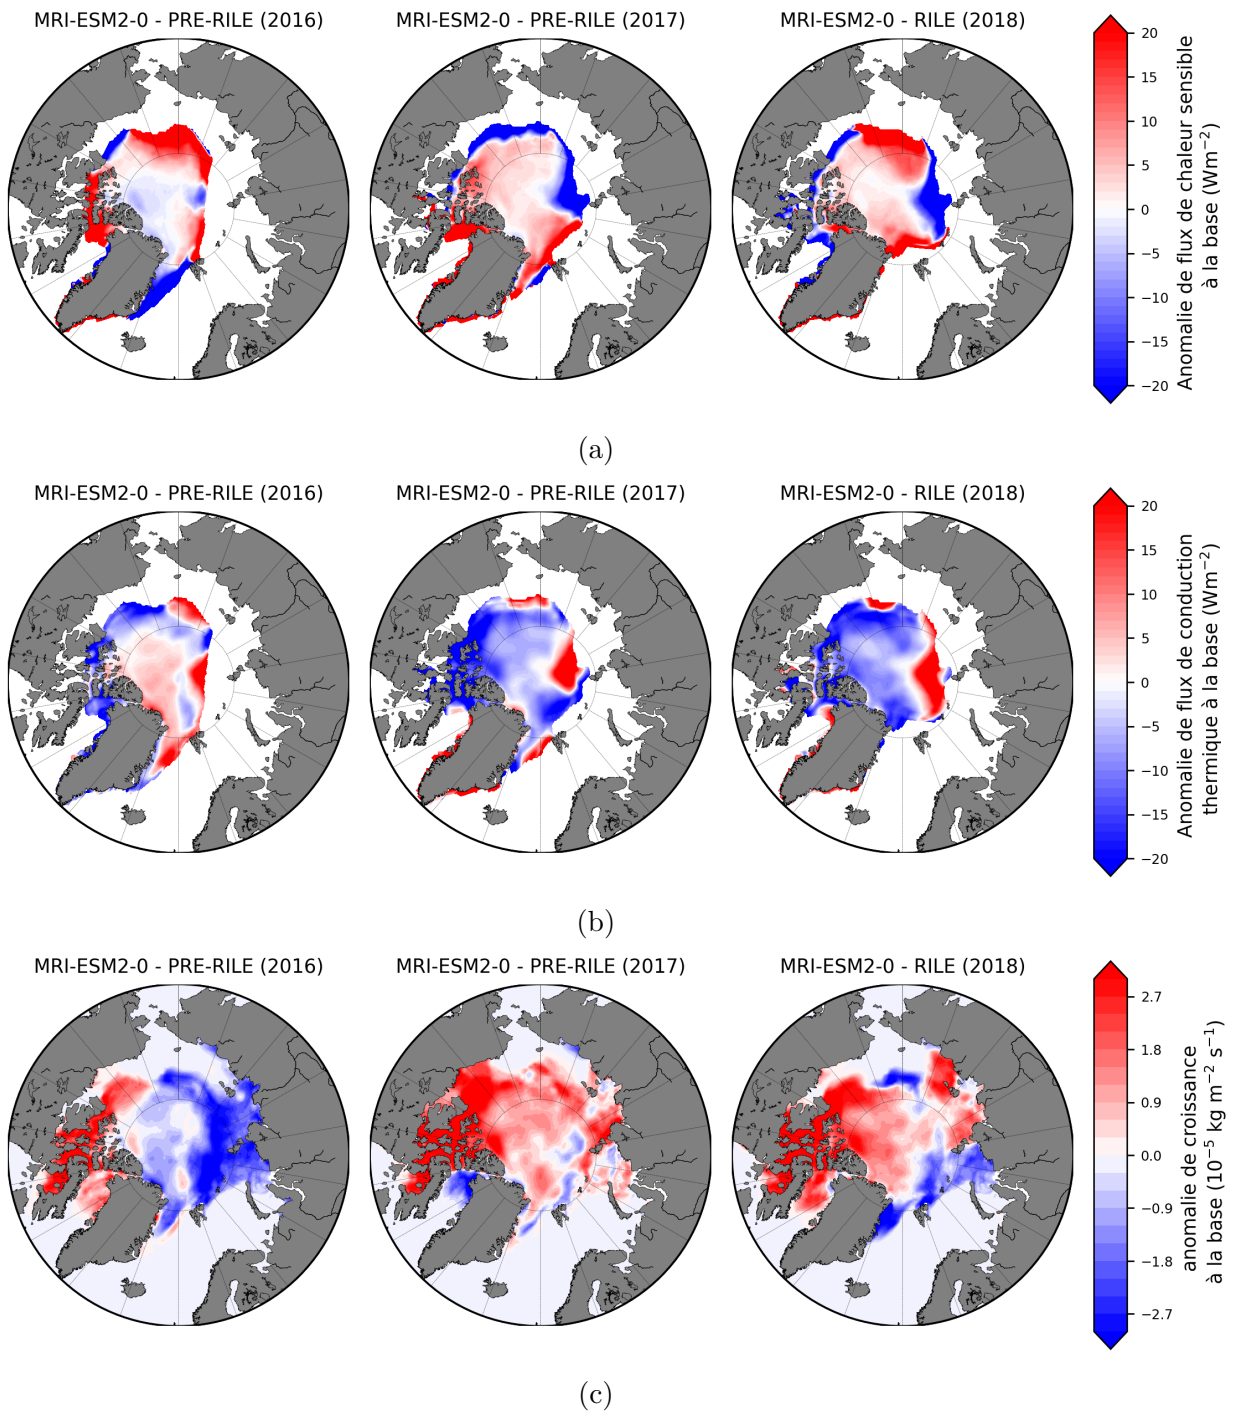 MRI-ESM2-0 - PRE-RILE (2016)
MRI-ESM2-0 - PRE-RILE (2017)
MRI-ESM2-0 - RILE (2018)
20
15
10
5
0
−5
−10
−15
−20
Anomalie de flux de chaleur sensible
à la base (Wm⁻²)
(a)
MRI-ESM2-0 - PRE-RILE (2016)
MRI-ESM2-0 - PRE-RILE (2017)
MRI-ESM2-0 - RILE (2018)
20
15
10
5
0
−5
−10
−15
−20
Anomalie de flux de conduction
thermique à la base (Wm⁻²)
(b)
MRI-ESM2-0 - PRE-RILE (2016)
MRI-ESM2-0 - PRE-RILE (2017)
MRI-ESM2-0 - RILE (2018)
2.7
1.8
0.9
0.0
−0.9
−1.8
−2.7
anomalie de croissance
à la base (10⁻⁵ kg m⁻² s⁻¹)
(c)